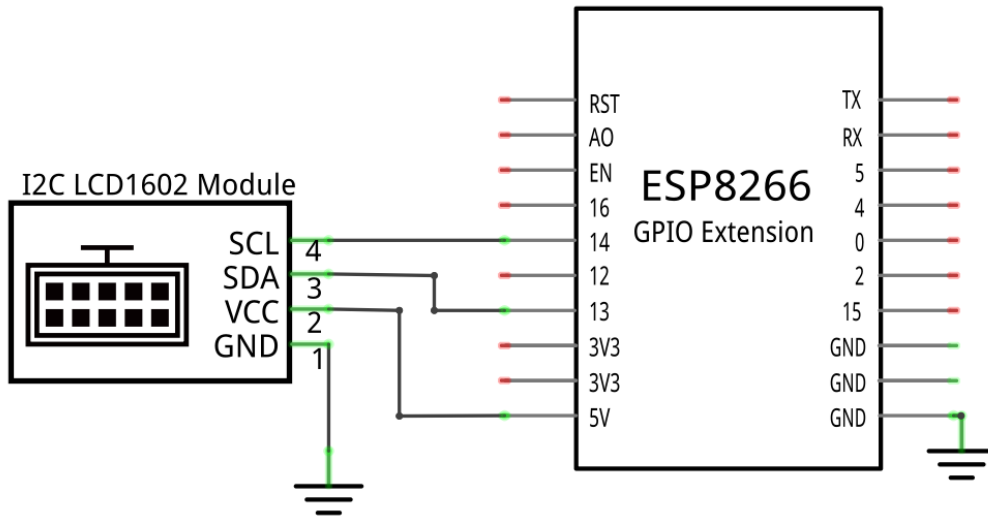 I2C LCD1602 Module
SCL 4
SDA 3
VCC 2
GND 1
ESP8266
GPIO Extension
RST
AO
EN
16
14
12
13
3V3
3V3
5V
TX
RX
5
4
0
2
15
GND
GND
GND